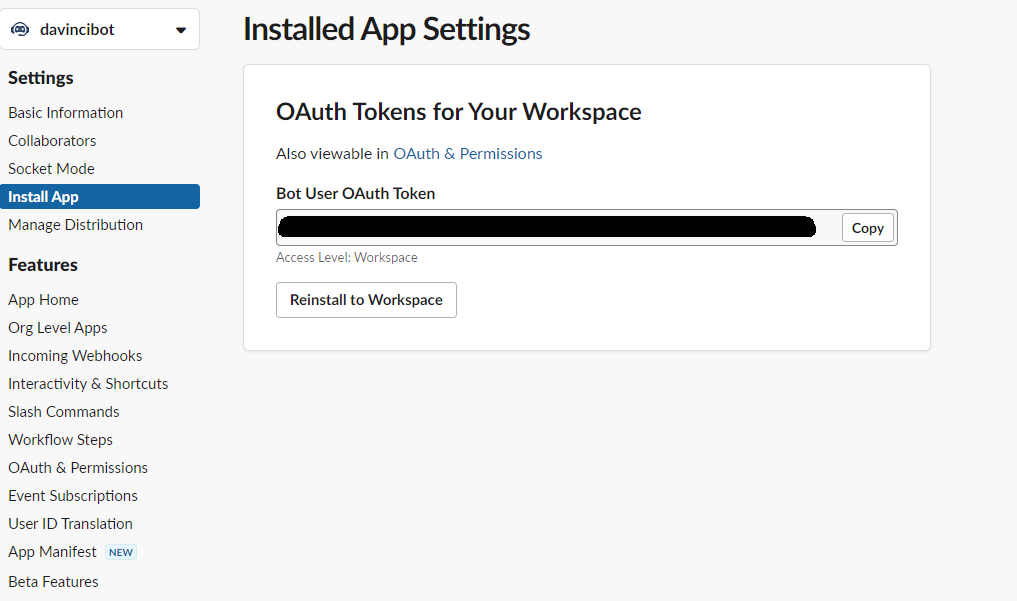 davincibot
Settings
Basic Information
Collaborators
Socket Mode
Install App
Manage Distribution
Features
App Home
Org Level Apps
Incoming Webhooks
Interactivity & Shortcuts
Slash Commands
Workflow Steps
OAuth & Permissions
Event Subscriptions
User ID Translation
App Manifest NEW
Beta Features
Installed App Settings
OAuth Tokens for Your Workspace
Also viewable in OAuth & Permissions
Bot User OAuth Token
Copy
Access Level: Workspace
Reinstall to Workspace